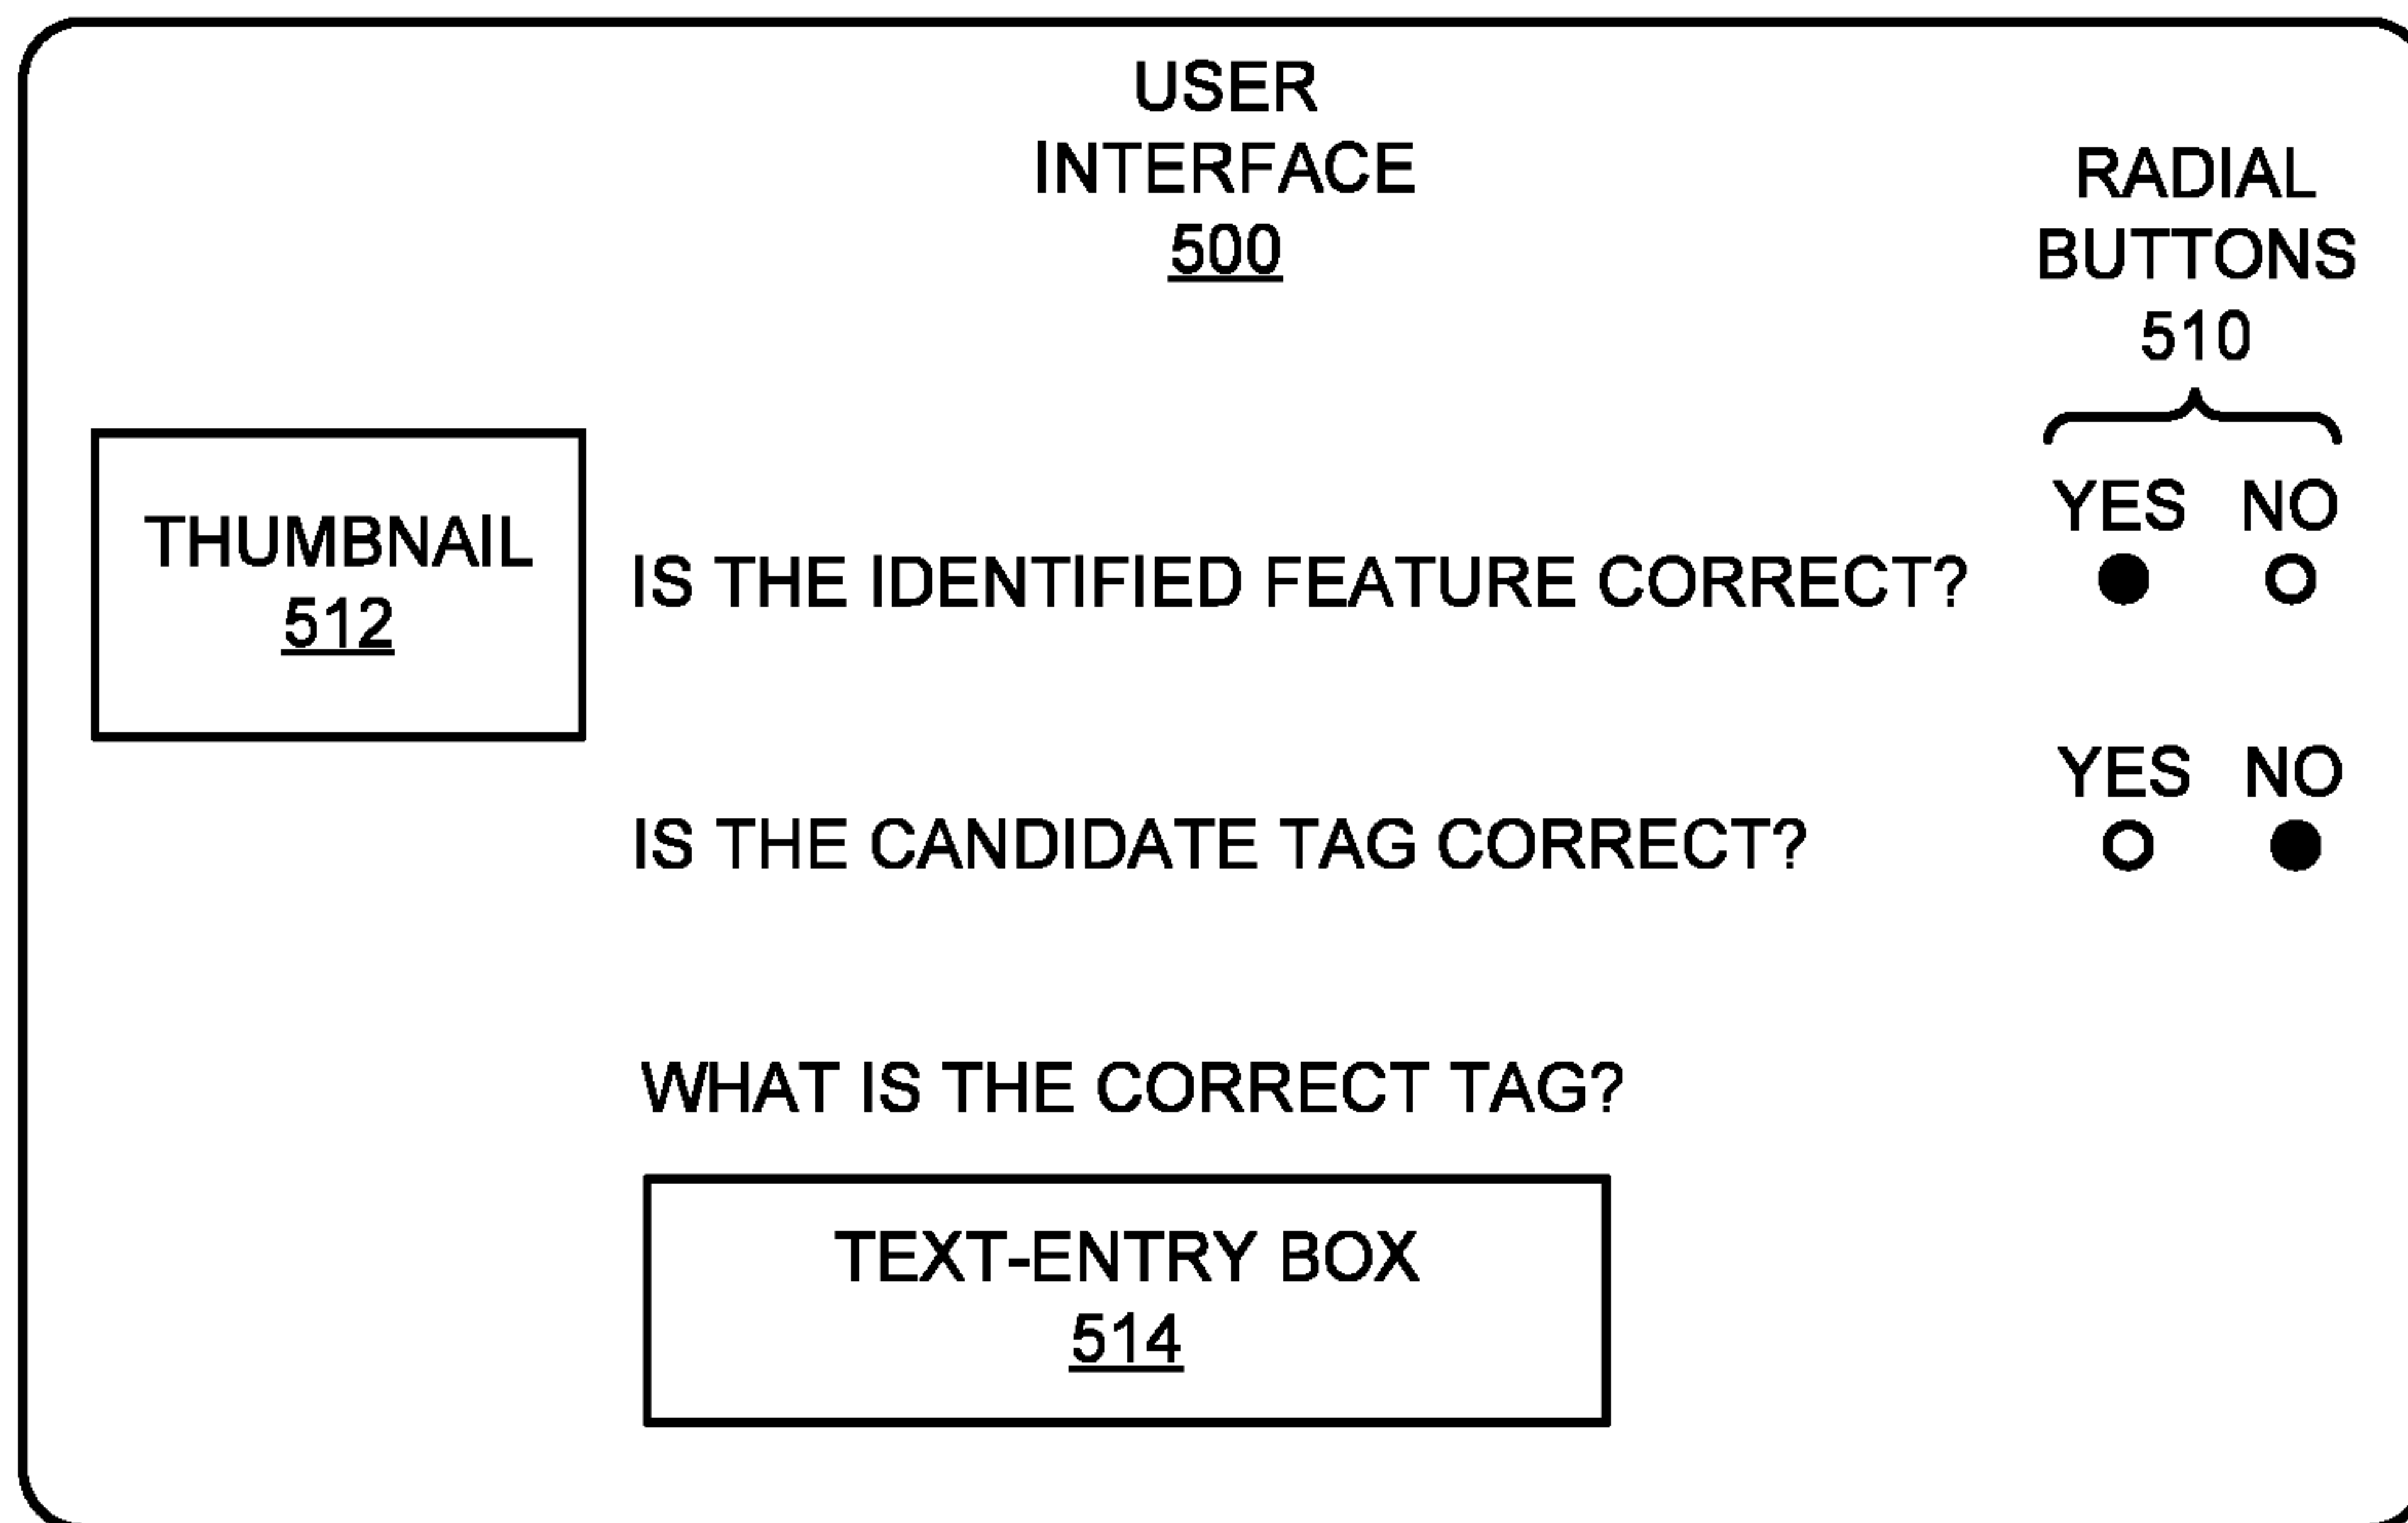 USER
INTERFACE
500
RADIAL
BUTTONS
510
THUMBNAIL
512
YES NO
IS THE IDENTIFIED FEATURE CORRECT?
YES NO
IS THE CANDIDATE TAG CORRECT?
WHAT IS THE CORRECT TAG?
TEXT-ENTRY BOX
514